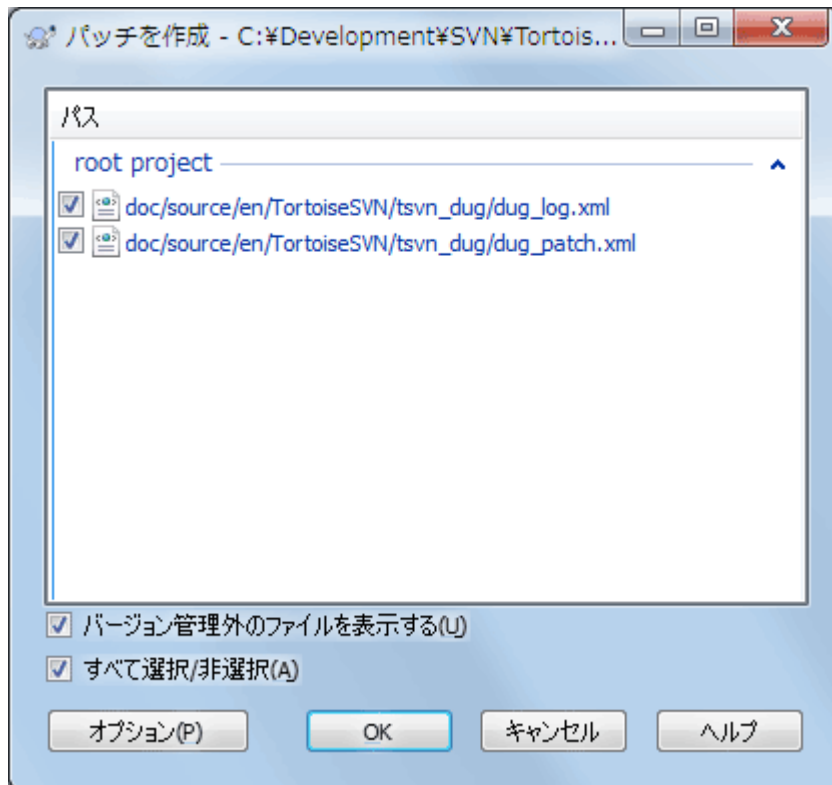 パッチを作成 - C:¥Development¥SVN¥Tortois...
パス
root project
doc/source/en/TortoiseSVN/tsvn_dug/dug_log.xml
doc/source/en/TortoiseSVN/tsvn_dug/dug_patch.xml
バージョン管理外のファイルを表示する(U)
すべて選択/非選択(A)
オプション(P) OK キャンセル ヘルプ